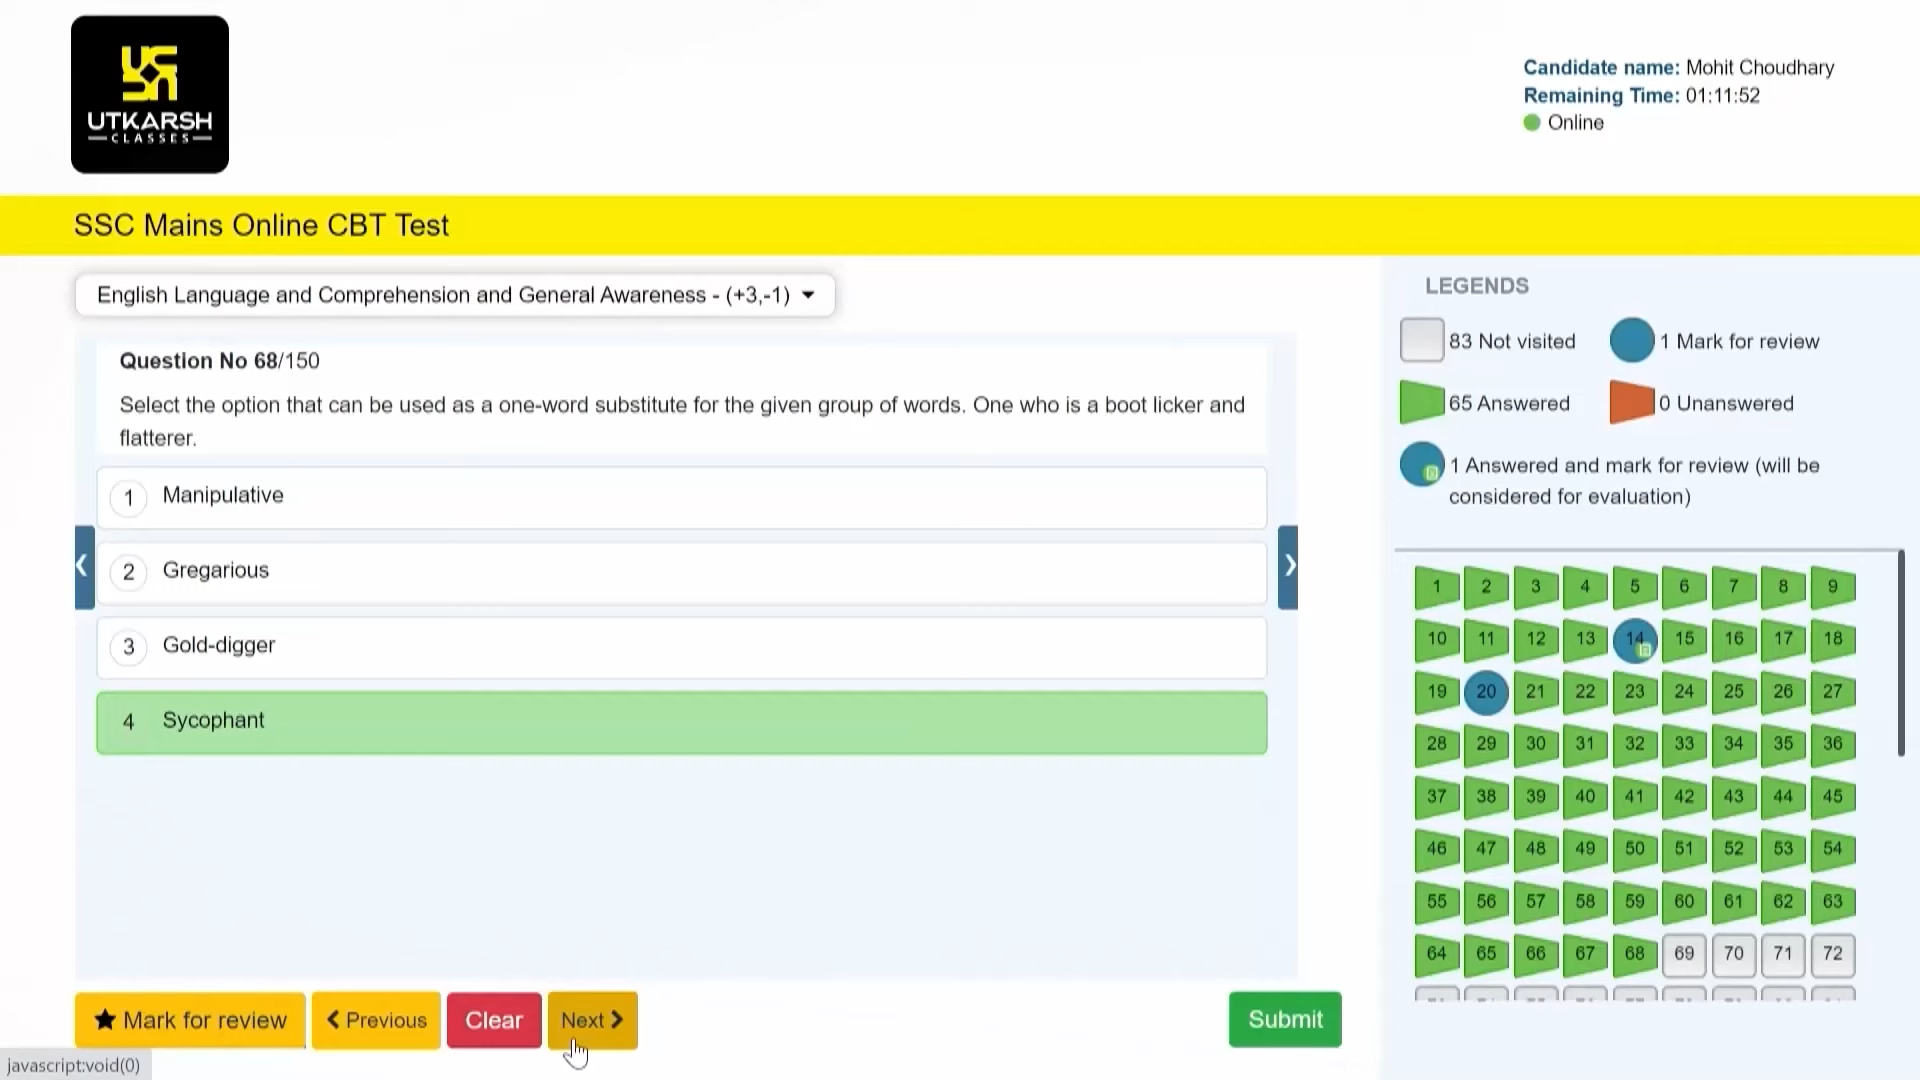 UTKARSH
CLASSES
Candidate name: Mohit Choudhary
Remaining Time: 01:11:52
Online
SSC Mains Online CBT Test
English Language and Comprehension and General Awareness - (+3,-1)
Question No 68/150
Select the option that can be used as a one-word substitute for the given group of words. One who is a boot licker and
flatterer.
1 Manipulative
2 Gregarious
3 Gold-digger
4 Sycophant
Mark for review
Previous
Clear
Next
Submit
javascript:void(0)
LEGENDS
83 Not visited
1 Mark for review
65 Answered
0 Unanswered
1 Answered and mark for review (will be
considered for evaluation)
1 2 3 4 5 6 7 8 9
10 11 12 13 14 15 16 17 18
19 20 21 22 23 24 25 26 27
28 29 30 31 32 33 34 35 36
37 38 39 40 41 42 43 44 45
46 47 48 49 50 51 52 53 54
55 56 57 58 59 60 61 62 63
64 65 66 67 68 69 70 71 72